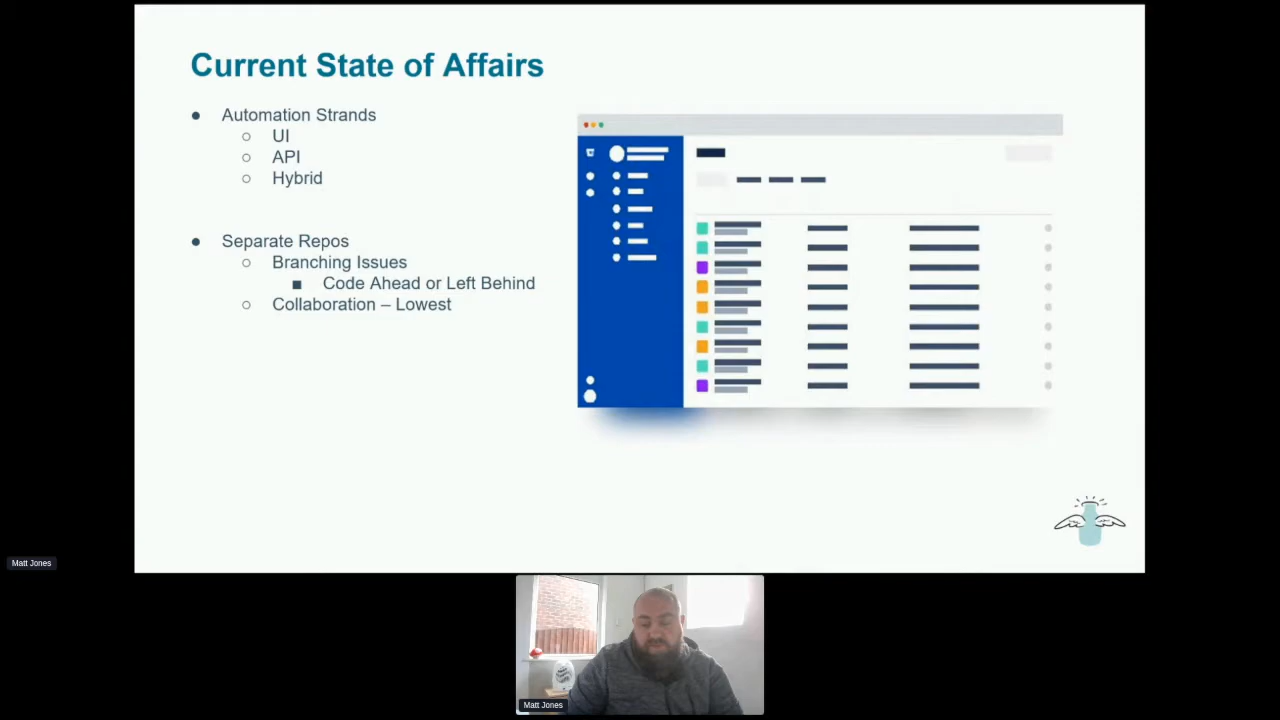 Current State of Affairs
● Automation Strands
○ UI
○ API
○ Hybrid
● Separate Repos
○ Branching Issues
■ Code Ahead or Left Behind
○ Collaboration – Lowest
Matt Jones
Matt Jones